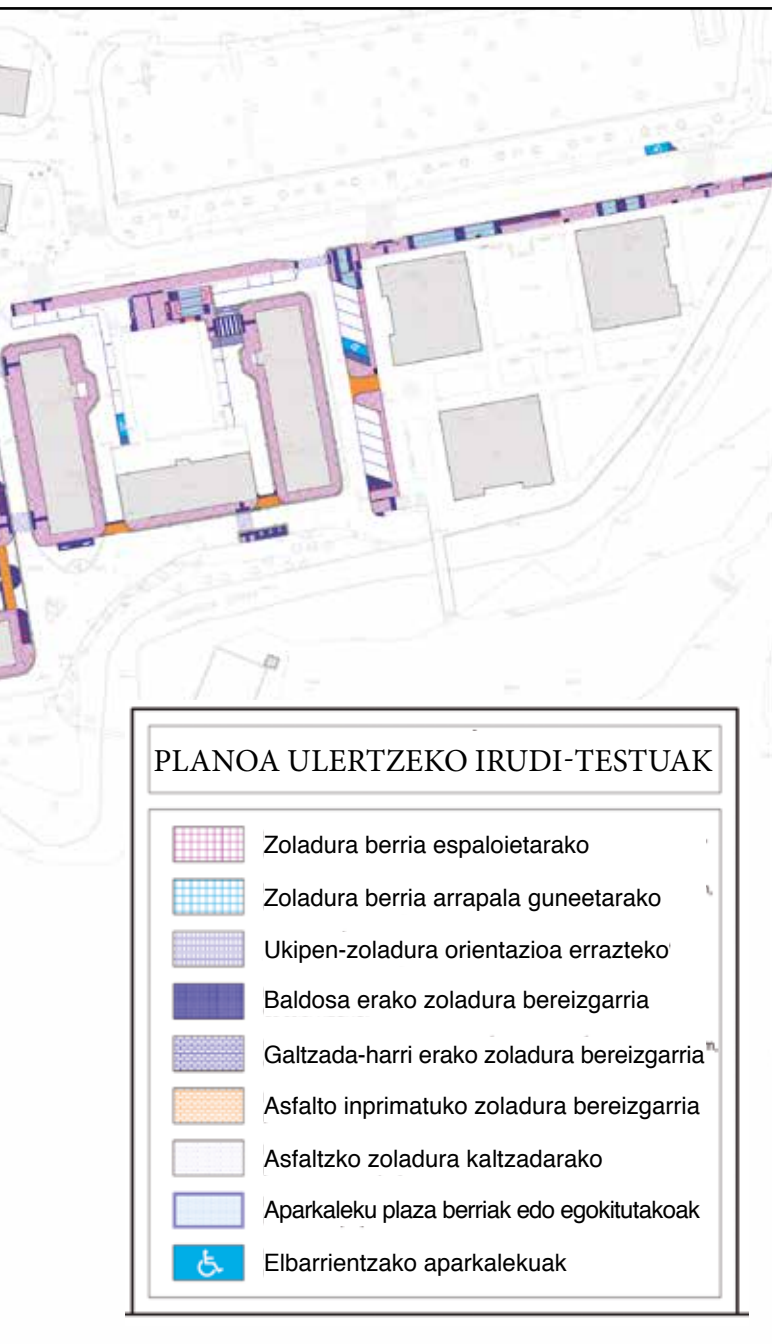 PLANOA ULERTZEKO IRUDI-TESTUAK
Zoladura berria espaloietarako
Zoladura berria arrapala guneetarako
Ukipen-zoladura orientazioa errazteko
Baldosa erako zoladura bereizgarria
Galtzada-harri erako zoladura bereizgarria
Asfalto inprimatuko zoladura bereizgarria
Asfaltzko zoladura kaltzadarako
Aparkaleku plaza berriak edo egokitutakoak
Elbarrientzako aparkalekuak